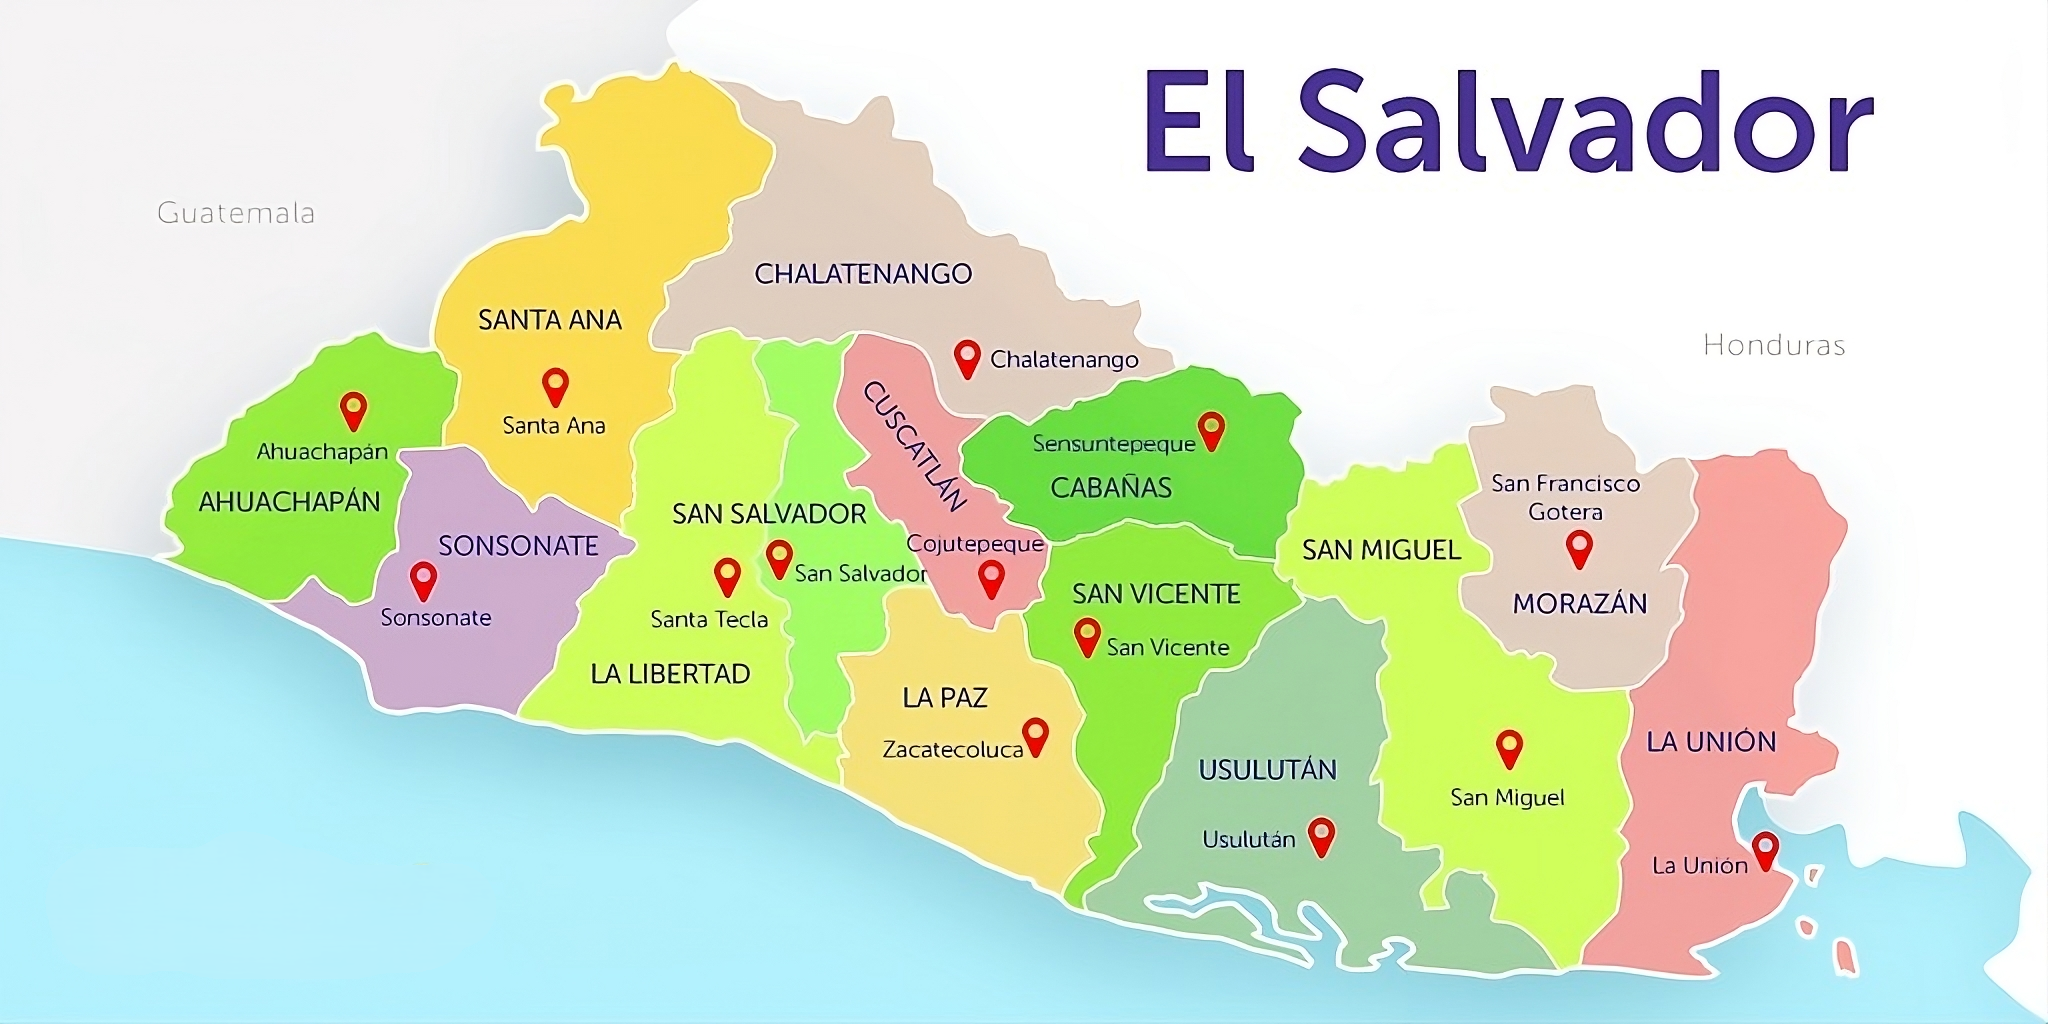 El Salvador
Guatemala
Honduras
CHALATENANGO
Chalatenango
SANTA ANA
Santa Ana
Ahuachapán
AHUACHAPÁN
SONSONATE
Sonsonate
SAN SALVADOR
San Salvador
Santa Tecla
LA LIBERTAD
CUSCATLÁN
Cojutepeque
Sensuntepeque
CABAÑAS
SAN VICENTE
San Vicente
LA PAZ
Zacatecoluca
USULUTÁN
Usulután
SAN MIGUEL
San Miguel
San Francisco
Gotera
MORAZÁN
LA UNIÓN
La Unión